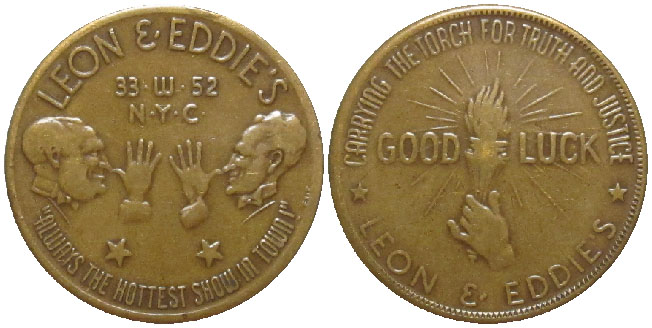 LEON & EDDIE'S
33·W·52
N·Y·C·
"ALWAYS THE HOTTEST SHOW IN TOWN!"
CARRYING THE TORCH FOR TRUTH AND JUSTICE
GOOD LUCK
LEON & EDDIE'S